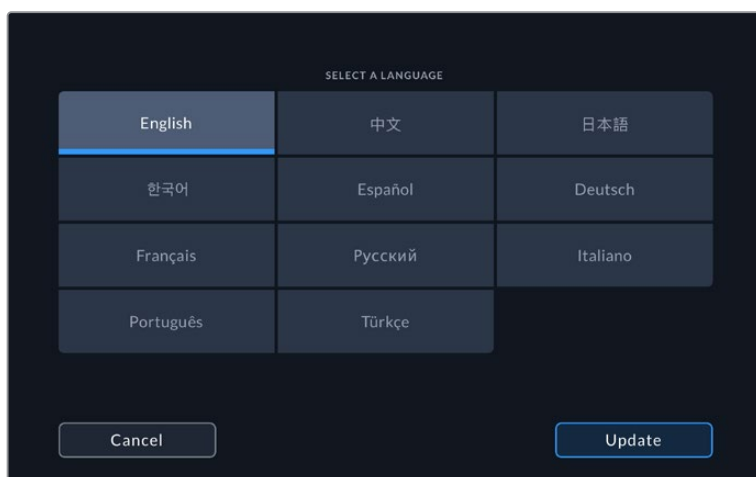 SELECT A LANGUAGE
English 中文 日本語
한국어 Español Deutsch
Français Русский Italiano
Português Türkçe
Cancel Update